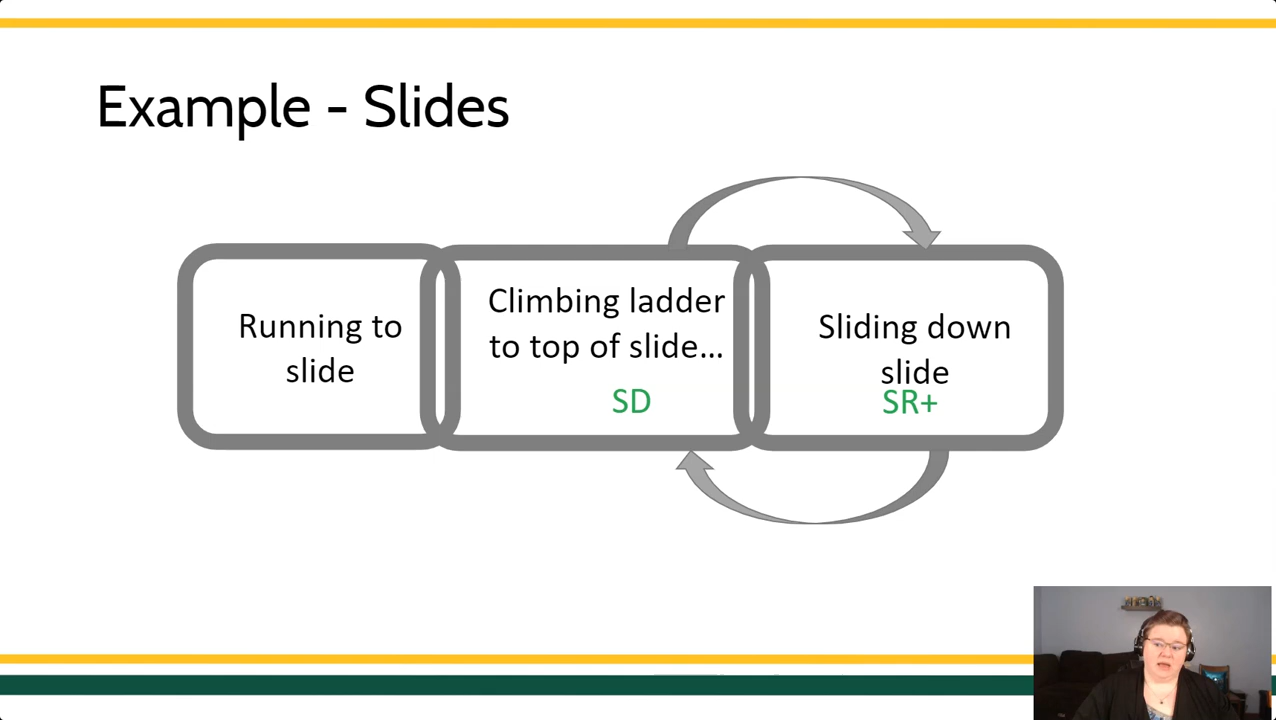 Example - Slides
Running to
slide
Climbing ladder
to top of slide...
SD
Sliding down
slide
SR+